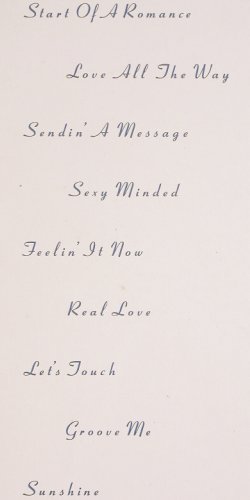 Start Of A Romance
Love All The Way
Sendin' A Message
Sexy Minded
Feelin' It Now
Real Love
Let's Touch
Groove Me
Sunshine